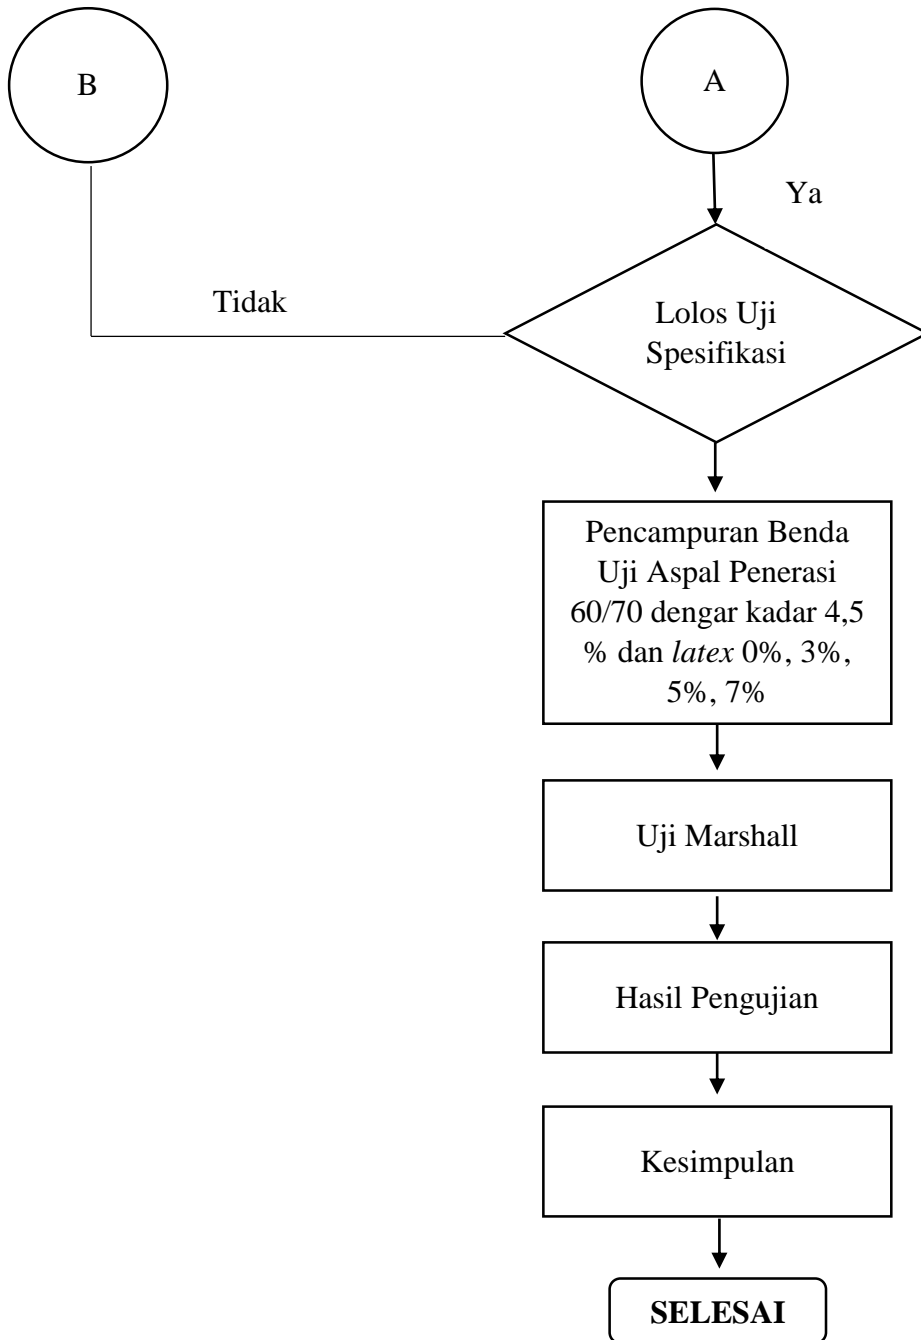 B
A
Ya
Tidak
Lolos Uji
Spesifikasi
Pencampuran Benda
Uji Aspal Penerasi
60/70 dengar kadar 4,5
% dan latex 0%, 3%,
5%, 7%
Uji Marshall
Hasil Pengujian
Kesimpulan
SELESAI